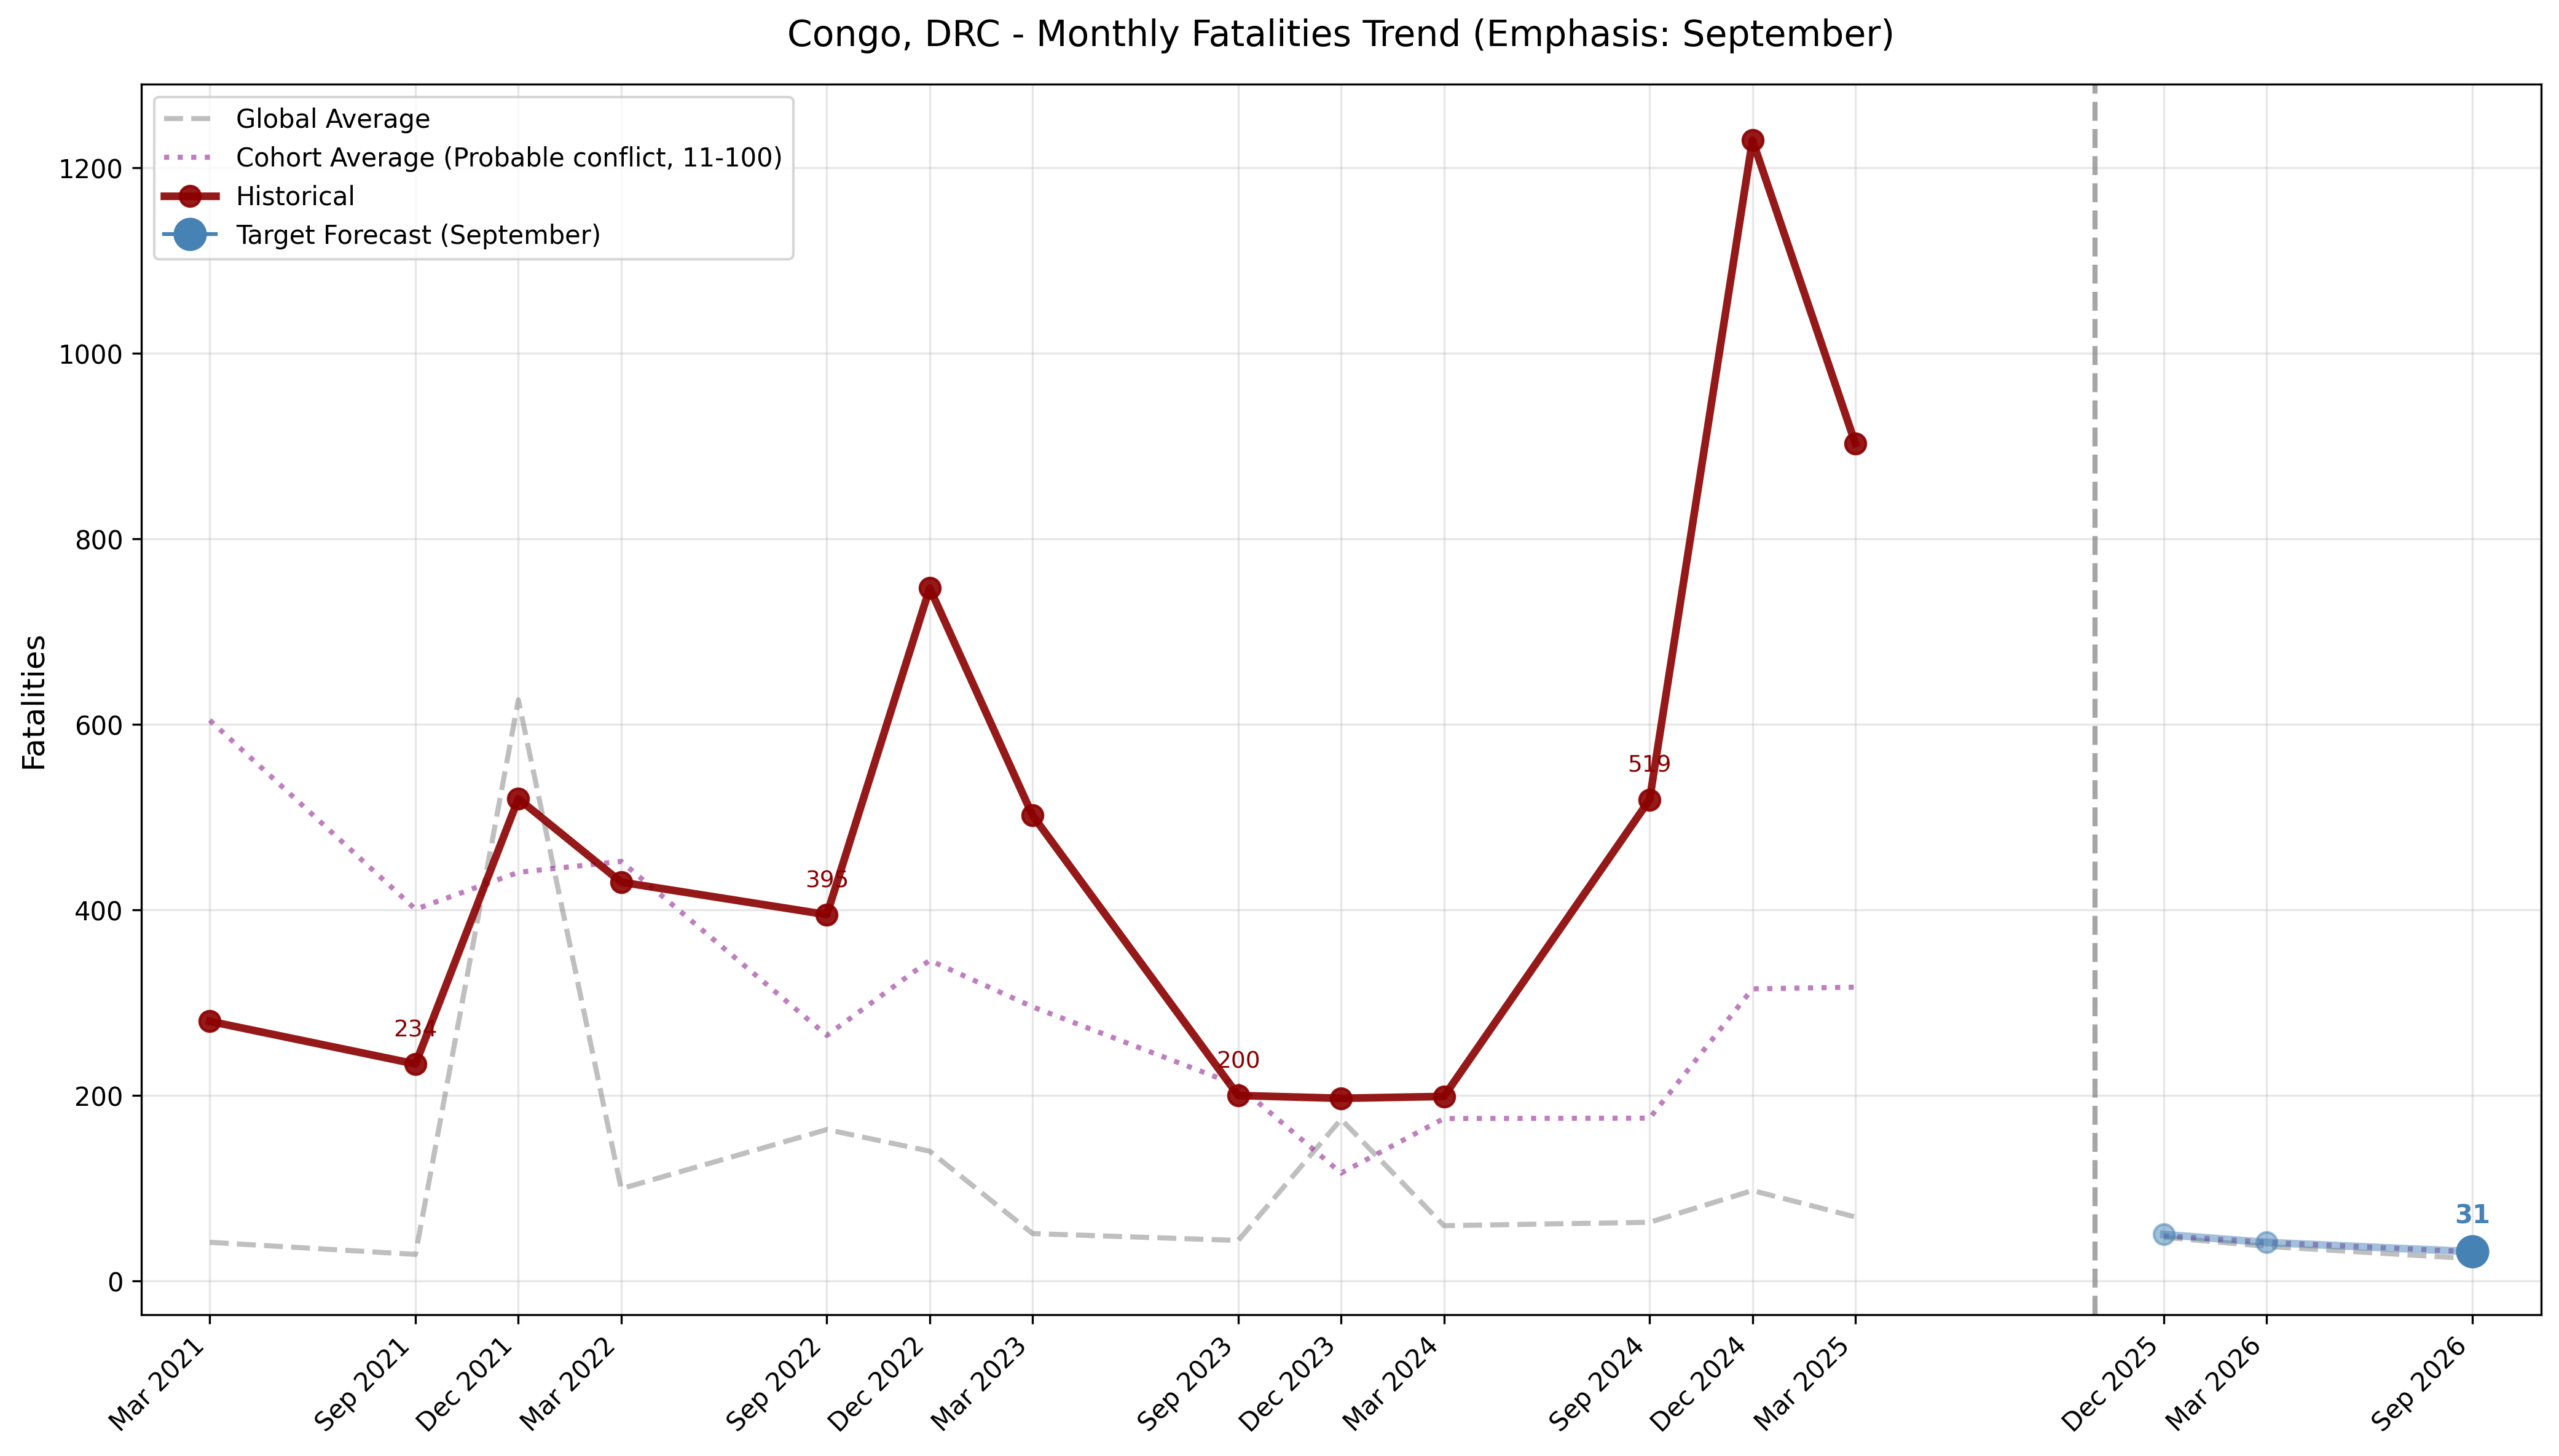 Congo, DRC - Monthly Fatalities Trend (Emphasis: September)
Global Average
Cohort Average (Probable conflict, 11-100)
Historical
Target Forecast (September)
Fatalities
1200
1000
800
600
400
200
0
234
395
200
519
31
Mar 2021
Sep 2021
Dec 2021
Mar 2022
Sep 2022
Dec 2022
Mar 2023
Sep 2023
Dec 2023
Mar 2024
Sep 2024
Dec 2024
Mar 2025
Dec 2025
Mar 2026
Sep 2026